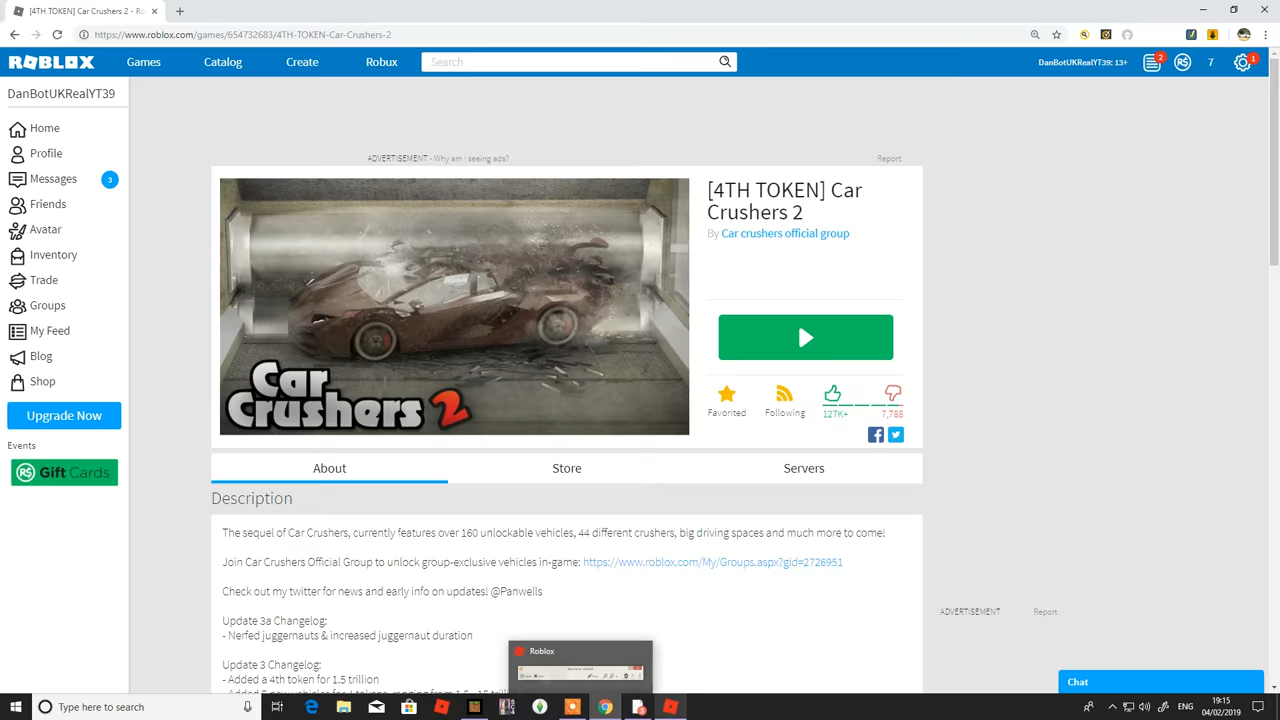 [4TH TOKEN] Car Crushers 2 - Ro
https://www.roblox.com/games/654732683/4TH-TOKEN-Car-Crushers-2
ROBLOX
Games
Catalog
Create
Robux
Search
DanBotUKRealYT39: 13+
2
7
1
DanBotUKRealYT39
Home
Profile
Messages
3
Friends
Avatar
Inventory
Trade
Groups
My Feed
Blog
Shop
Upgrade Now
Events
R$ Gift Cards
ADVERTISEMENT - Why am I seeing ads?
Report
Car
Crushers 2
[4TH TOKEN] Car
Crushers 2
By Car crushers official group
Favorited
Following
127K+
7,788
About
Store
Servers
Description
The sequel of Car Crushers, currently features over 160 unlockable vehicles, 44 different crushers, big driving spaces and much more to come!
Join Car Crushers Official Group to unlock group-exclusive vehicles in-game: https://www.roblox.com/My/Groups.aspx?gid=2726951
Check out my twitter for news and early info on updates! @Panwells
Update 3a Changelog:
- Nerfed juggernauts & increased juggernaut duration
Update 3 Changelog:
- Added a 4th token for 1.5 trillion
ADVERTISEMENT
Report
Roblox
Chat
Type here to search
ENG
19:15
04/02/2019